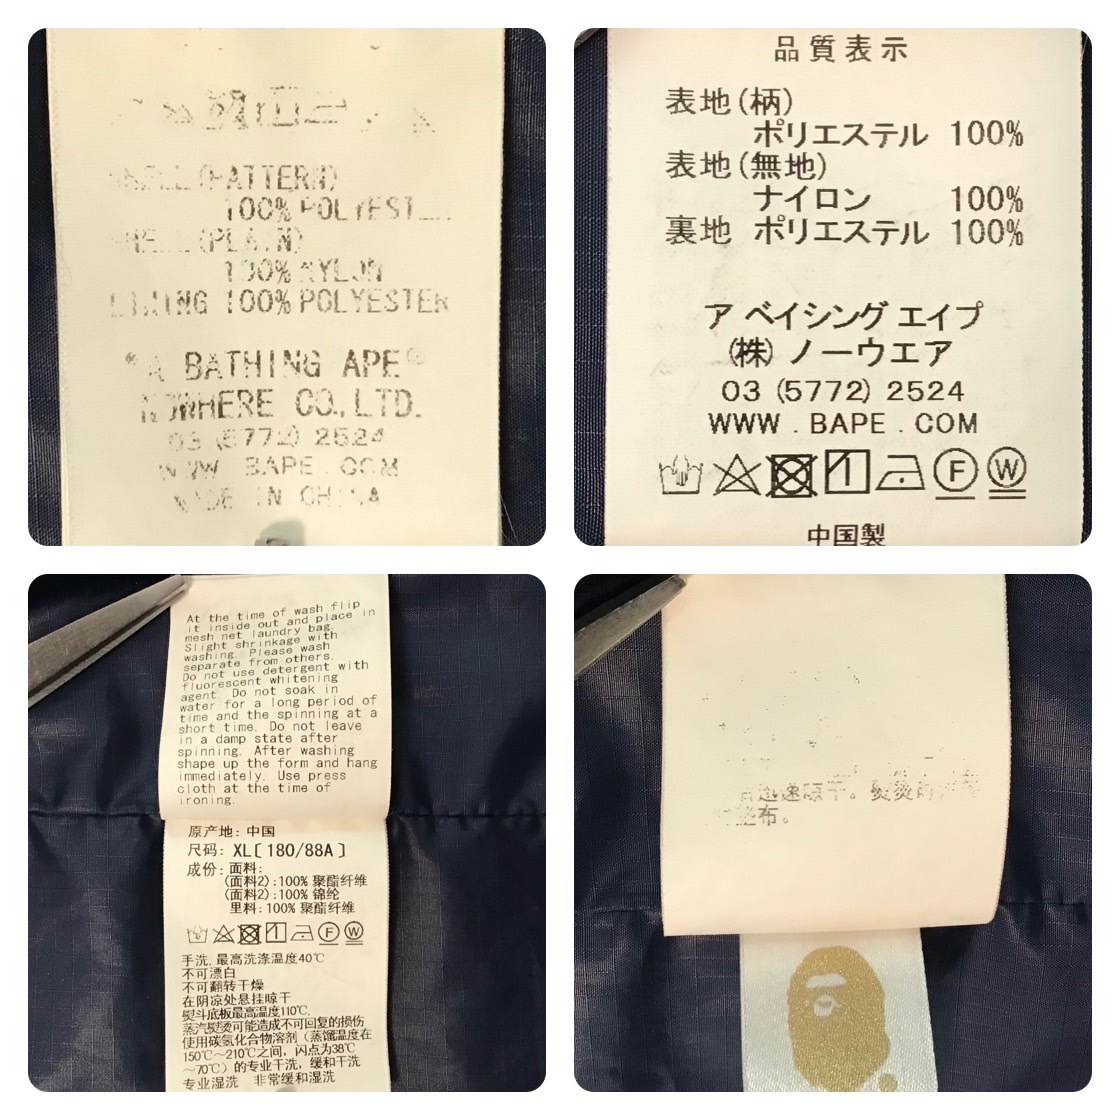 (PATTERN)
100% POLYEST
(PLAIN)
100% NYLON
LINING 100% POLYESTER
"A BATHING APE"
NOWHERE CO., LTD.
03 (5772) 2524
WWW. BAPE. COM
MADE IN CHINA
品質表示
表地(柄)
ポリエステル 100%
表地(無地)
ナイロン 100%
裏地 ポリエステル 100%
ア ベイシング エイプ
(株) ノーウエア
03 (5772) 2524
WWW . BAPE . COM
F W
中国製
At the time of wash flip
it inside out and place in
mesh net laundry bag.
Slight shrinkage with
washing. Please wash
separate from others.
Do not use detergent with
fluorescent whitening
agent. Do not soak in
water for a long period of
time and the spinning at a
short time. Do not leave
in a damp state after
spinning. After washing
shape up the form and hang
immediately. Use press
cloth at the time of
ironing.
原产地: 中国
尺码: XL〔180/88A〕
成份: 面料:
(面料2):100% 聚酯纤维
(面料2):100% 锦纶
里料: 100% 聚酯纤维
F W
手洗, 最高洗涤温度40℃
不可漂白
不可翻转干燥
在阴凉处悬挂晾干
熨斗底板最高温度110℃,
蒸汽熨烫可能造成不可回复的损伤
使用碳氢化合物溶剂（蒸馏温度在
150℃～210℃之间, 闪点为38℃
～70℃）的专业干洗, 缓和干洗
专业湿洗 非常缓和湿洗
迅速晾干。熨烫时
垫布。